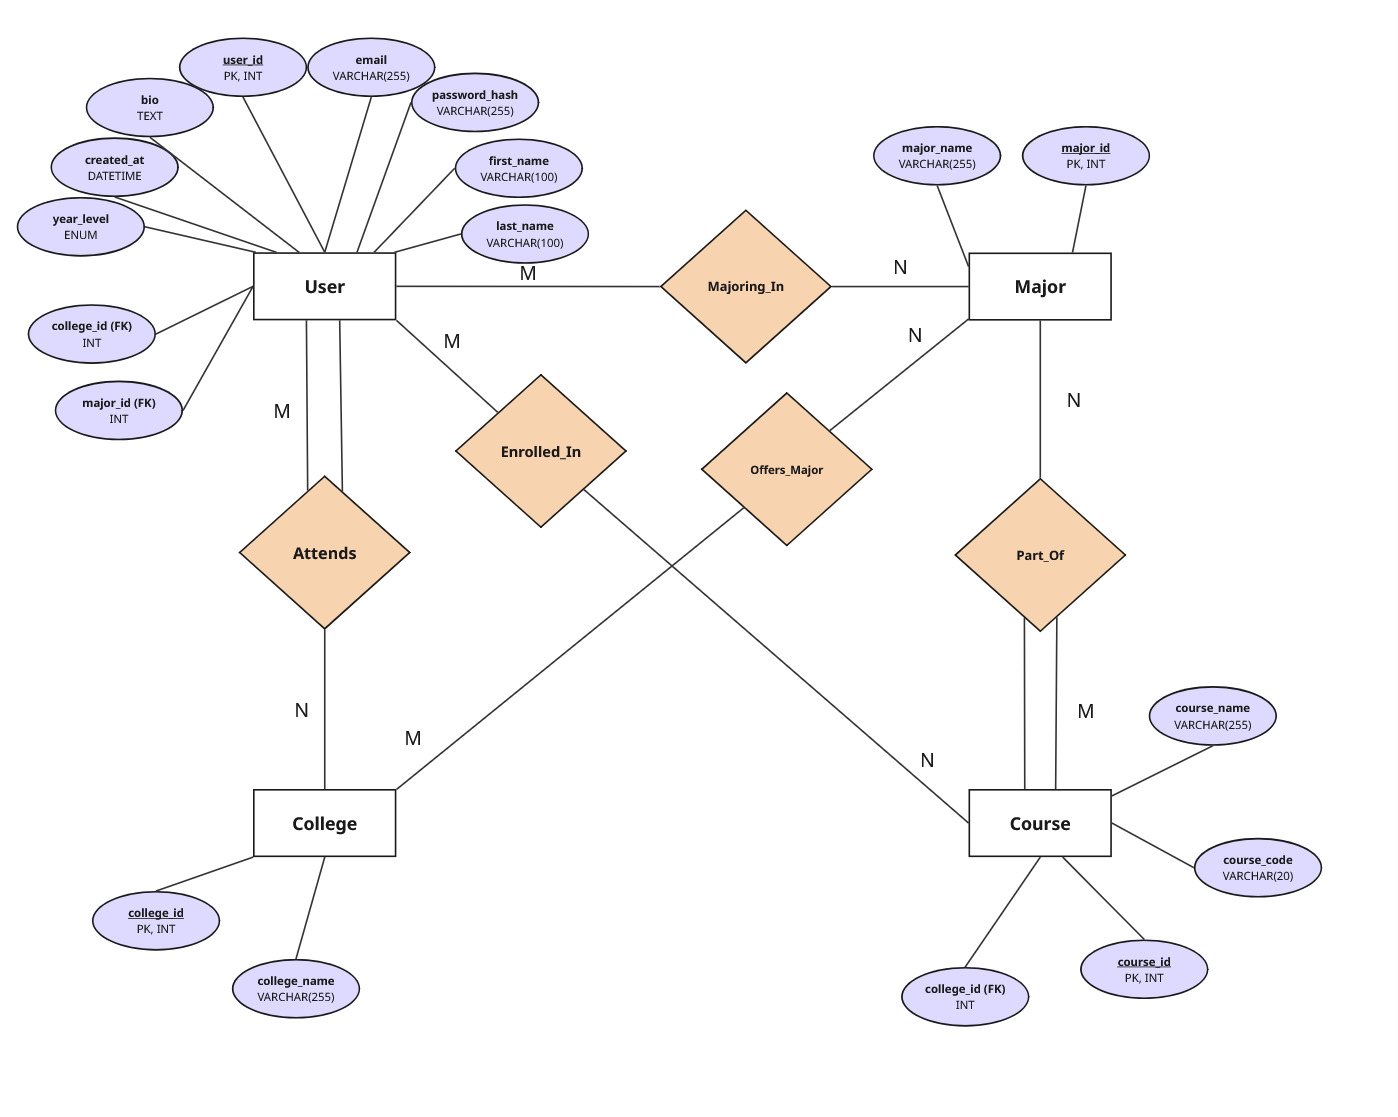 user_id
PK, INT
email
VARCHAR(255)
password_hash
VARCHAR(255)
bio
TEXT
created_at
DATETIME
first_name
VARCHAR(100)
year_level
ENUM
last_name
VARCHAR(100)
major_name
VARCHAR(255)
major_id
PK, INT
User
M
Majoring_In
N
Major
college_id (FK)
INT
major_id (FK)
INT
M
N
M
N
Enrolled_In
Offers_Major
Attends
Part_Of
N
M
N
M
course_name
VARCHAR(255)
College
Course
course_code
VARCHAR(20)
college_id
PK, INT
college_name
VARCHAR(255)
college_id (FK)
INT
course_id
PK, INT